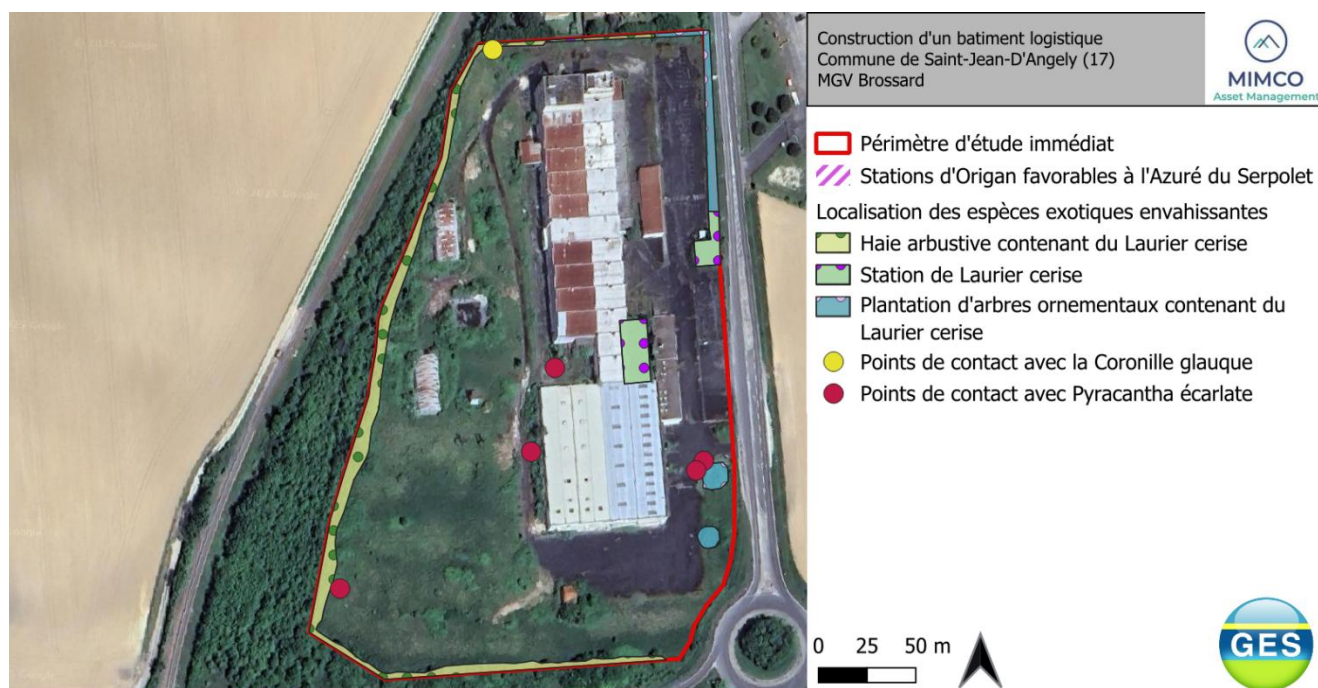 © 2025 Google
Construction d'un batiment logistique
Commune de Saint-Jean-D'Angely (17)
MGV Brossard
MIMCO
Asset Management
Périmètre d'étude immédiat
Stations d'Origan favorables à l'Azuré du Serpolet
Localisation des espèces exotiques envahissantes
Haie arbustive contenant du Laurier cerise
Station de Laurier cerise
Plantation d'arbres ornementaux contenant du
Laurier cerise
Points de contact avec la Coronille glauque
Points de contact avec Pyracantha écarlate
0 25 50 m
GES